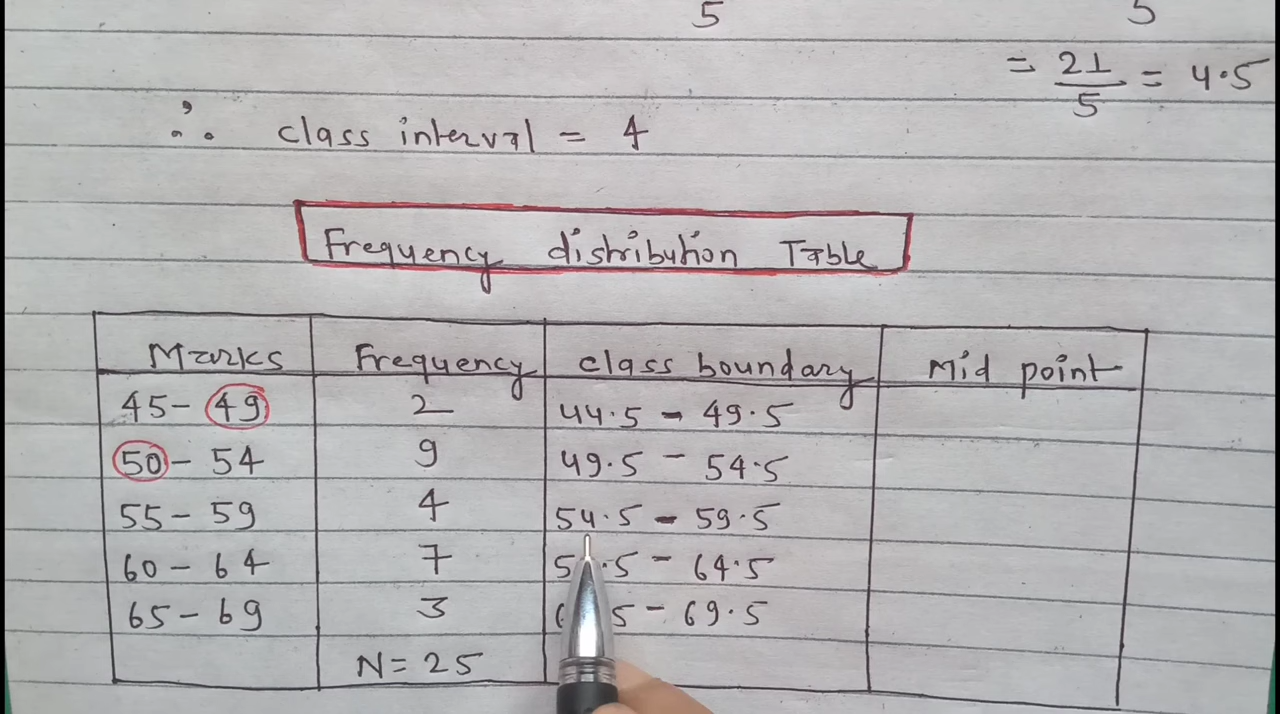 5 5
= 21/5 = 4.5
∴ class interval = 4
Frequency distribution Table
Marks Frequency class boundary Mid point
45 - 49 2 44.5 - 49.5
50 - 54 9 49.5 - 54.5
55 - 59 4 54.5 - 59.5
60 - 64 7 5 .5 - 64.5
65 - 69 3 5 - 69.5
N = 25